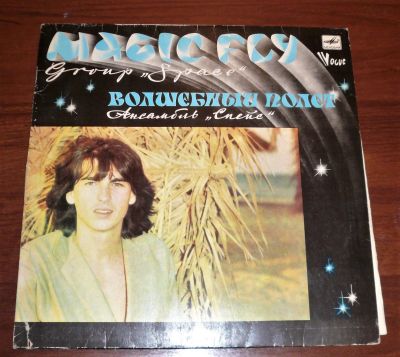 MAGIC FLY
Group „Space"
ВОЛШЕБНЫЙ ПОЛЕТ
Ансамбль „Спейс"